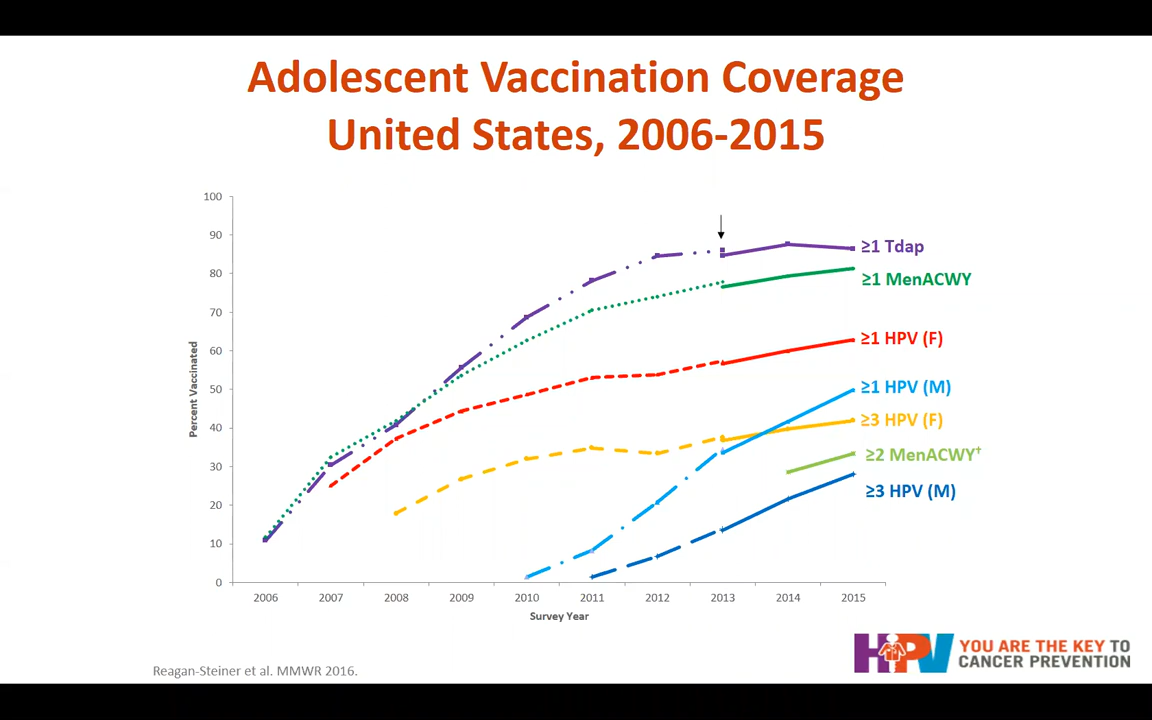 Adolescent Vaccination Coverage
United States, 2006-2015
100
90
80
70
60
50
40
30
20
10
0
Percent Vaccinated
2006 2007 2008 2009 2010 2011 2012 2013 2014 2015
Survey Year
≥1 Tdap
≥1 MenACWY
≥1 HPV (F)
≥1 HPV (M)
≥3 HPV (F)
≥2 MenACWY†
≥3 HPV (M)
HPV YOU ARE THE KEY TO
CANCER PREVENTION
Reagan-Steiner et al. MMWR 2016.